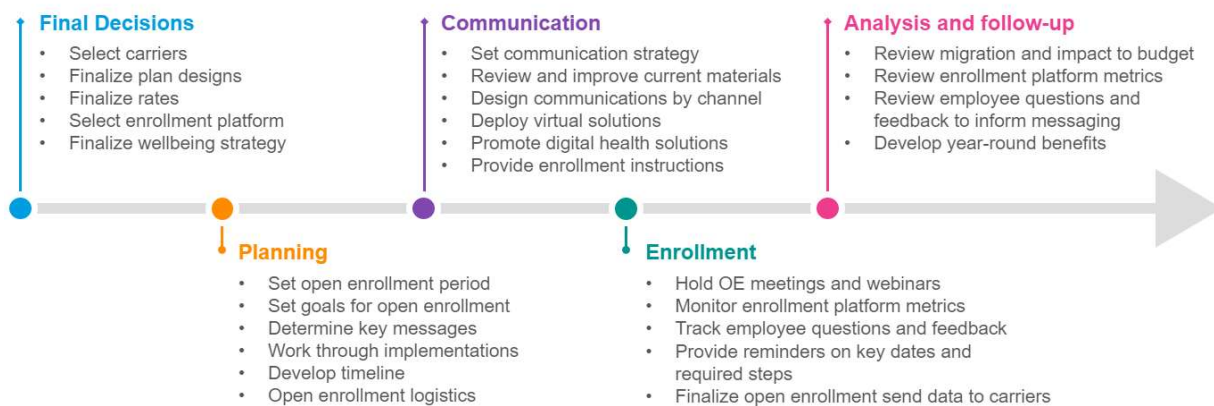 Final Decisions
• Select carriers
• Finalize plan designs
• Finalize rates
• Select enrollment platform
• Finalize wellbeing strategy
Planning
• Set open enrollment period
• Set goals for open enrollment
• Determine key messages
• Work through implementations
• Develop timeline
• Open enrollment logistics
Communication
• Set communication strategy
• Review and improve current materials
• Design communications by channel
• Deploy virtual solutions
• Promote digital health solutions
• Provide enrollment instructions
Enrollment
• Hold OE meetings and webinars
• Monitor enrollment platform metrics
• Track employee questions and feedback
• Provide reminders on key dates and
required steps
• Finalize open enrollment send data to carriers
Analysis and follow-up
• Review migration and impact to budget
• Review enrollment platform metrics
• Review employee questions and
feedback to inform messaging
• Develop year-round benefits